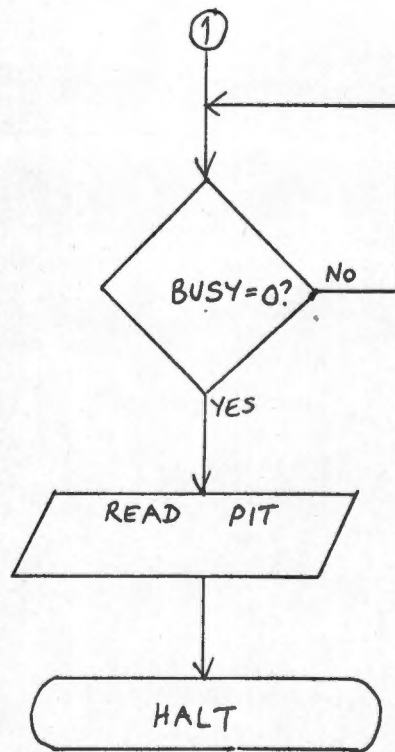 1
BUSY=0?
NO
YES
READ PIT
HALT